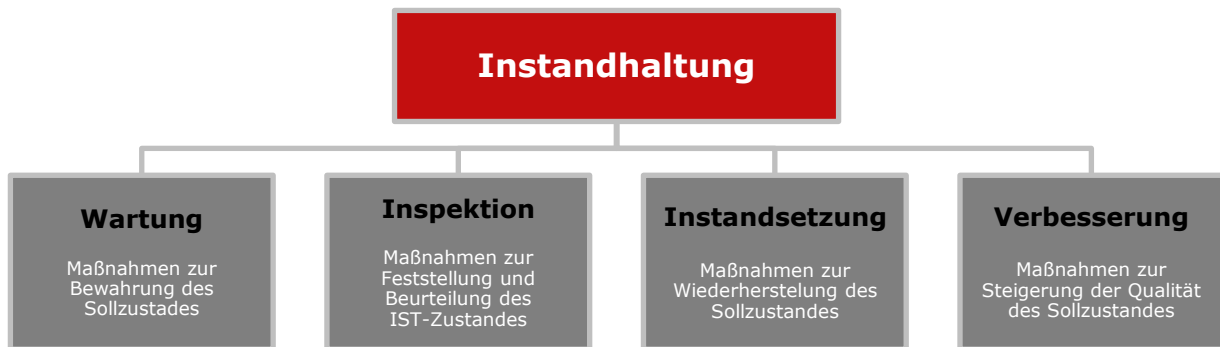 Instandhaltung
Wartung
Maßnahmen zur
Bewahrung des
Sollzustades
Inspektion
Maßnahmen zur
Feststellung und
Beurteilung des
IST-Zustandes
Instandsetzung
Maßnahmen zur
Wiederherstelung des
Sollzustandes
Verbesserung
Maßnahmen zur
Steigerung der Qualität
des Sollzustandes